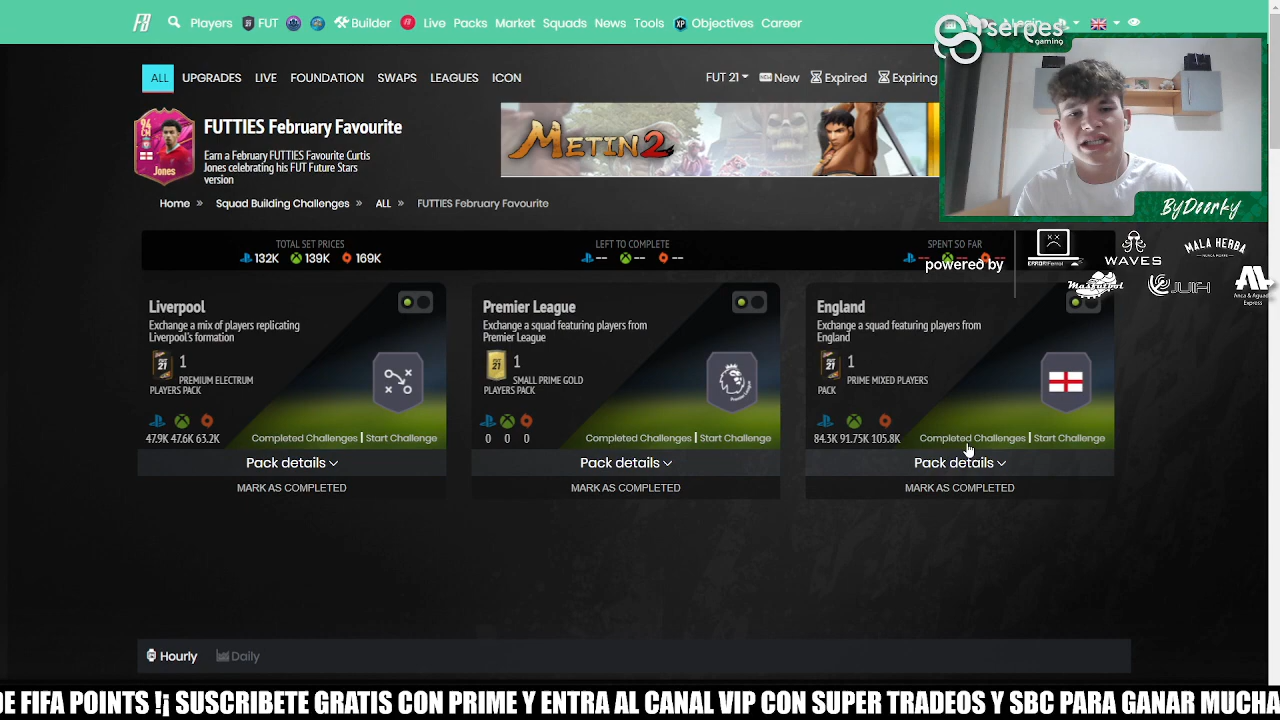 Players FUT Builder Live Packs Market Squads News Tools XP Objectives Career Login
serpes
gaming
ALL UPGRADES LIVE FOUNDATION SWAPS LEAGUES ICON
FUT 21 New Expired Expiring
94
CM
Jones
FUTTIES February Favourite
Earn a February FUTTIES Favourite Curtis
Jones celebrating his FUT Future Stars
version
METIN2
Home » Squad Building Challenges » ALL » FUTTIES February Favourite
ByDoorky
TOTAL SET PRICES
132K 139K 169K
LEFT TO COMPLETE
-- -- --
SPENT SO FAR
-- -- --
powered by
WAVES
MALA HERBA
Liverpool
Exchange a mix of players replicating
Liverpool's formation
1
PREMIUM ELECTRUM
PLAYERS PACK
47.9K 47.6K 63.2K
Completed Challenges | Start Challenge
Pack details
MARK AS COMPLETED
Premier League
Exchange a squad featuring players from
Premier League
1
SMALL PRIME GOLD
PLAYERS PACK
0 0 0
Completed Challenges | Start Challenge
Pack details
MARK AS COMPLETED
England
Exchange a squad featuring players from
England
1
PRIME MIXED PLAYERS
PACK
84.3K 91.75K 105.8K
Completed Challenges | Start Challenge
Pack details
MARK AS COMPLETED
Hourly Daily
DE FIFA POINTS !¡ SUSCRIBETE GRATIS CON PRIME Y ENTRA AL CANAL VIP CON SUPER TRADEOS Y SBC PARA GANAR MUCHA